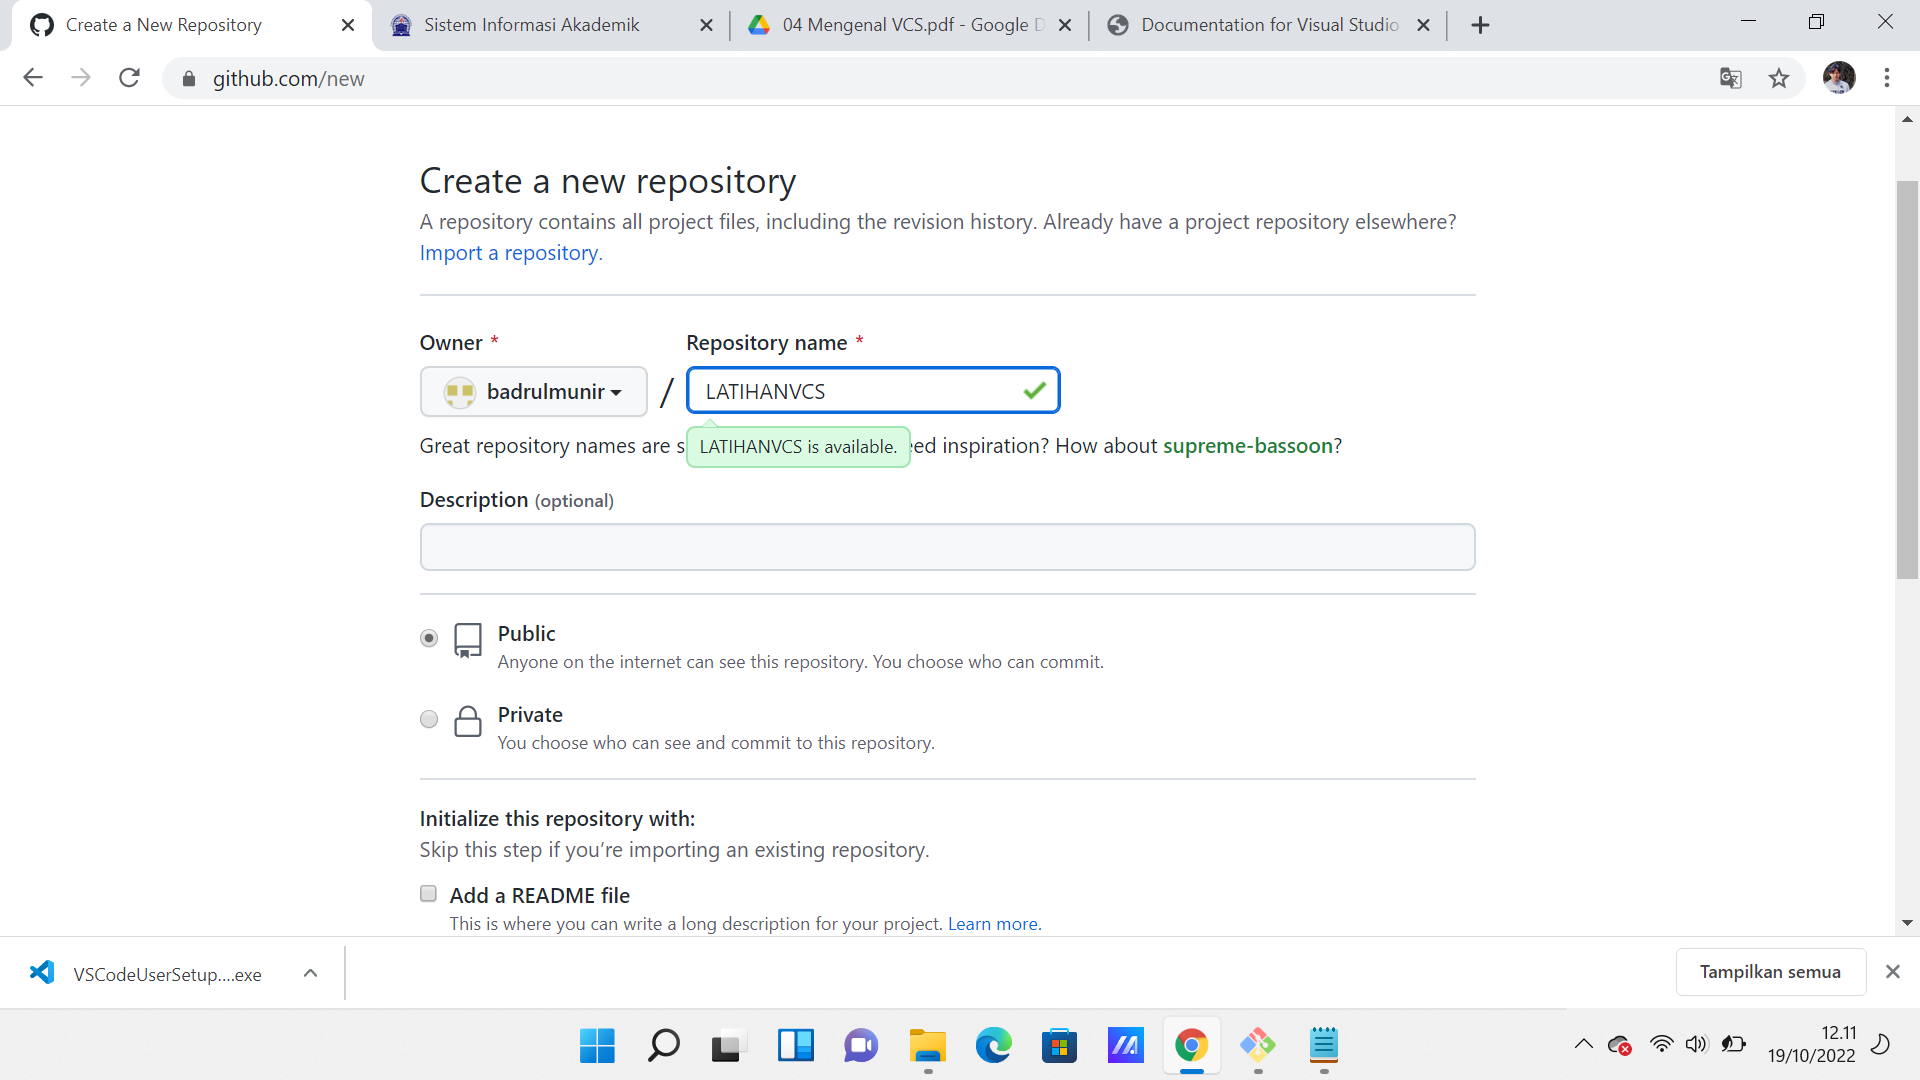 Create a New Repository
Sistem Informasi Akademik
04 Mengenal VCS.pdf - Google D
Documentation for Visual Studio
github.com/new
Create a new repository
A repository contains all project files, including the revision history. Already have a project repository elsewhere?
Import a repository.
Owner *
Repository name *
badrulmunir
/
LATIHANVCS
Great repository names are s
LATIHANVCS is available.
ed inspiration? How about supreme-bassoon?
Description (optional)
Public
Anyone on the internet can see this repository. You choose who can commit.
Private
You choose who can see and commit to this repository.
Initialize this repository with:
Skip this step if you’re importing an existing repository.
Add a README file
This is where you can write a long description for your project. Learn more.
VSCodeUserSetup....exe
Tampilkan semua
12.11
19/10/2022